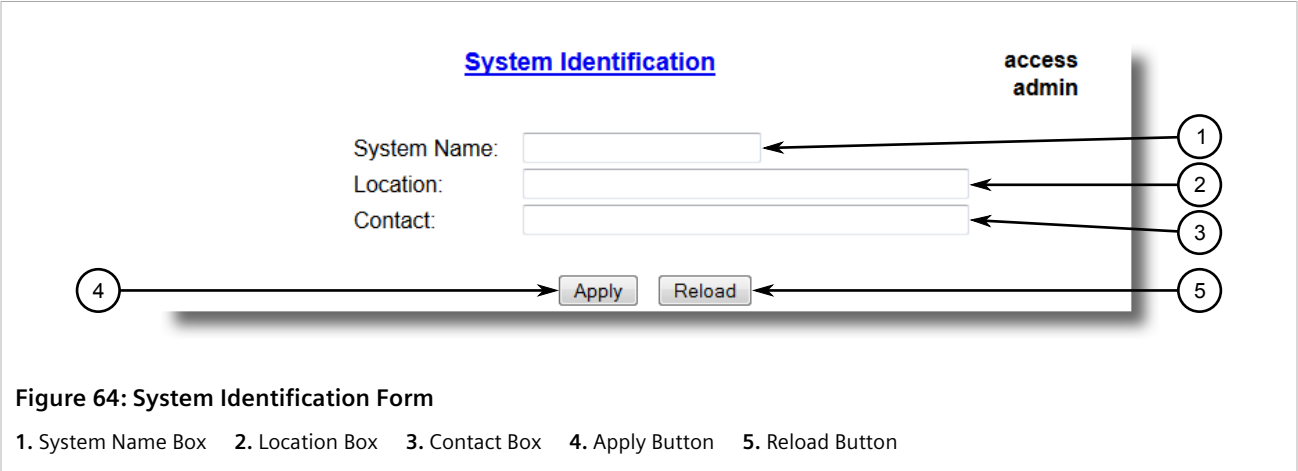 System Identification
access
admin
System Name:
1
Location:
2
Contact:
3
4
Apply
Reload
5
Figure 64: System Identification Form
1. System Name Box 2. Location Box 3. Contact Box 4. Apply Button 5. Reload Button